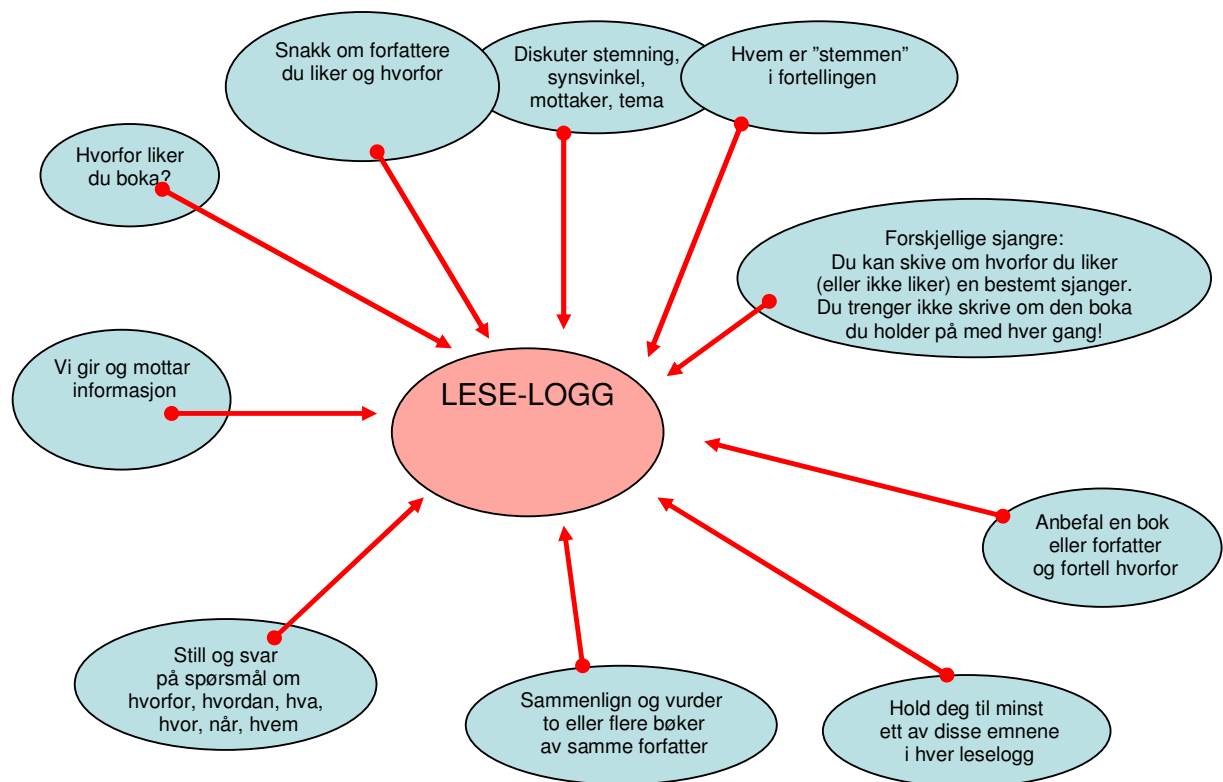 Snakk om forfattere
du liker og hvorfor
Diskuter stemning,
synsvinkel,
mottaker, tema
Hvem er ”stemmen”
i fortellingen
Hvorfor liker
du boka?
Forskjellige sjangre:
Du kan skive om hvorfor du liker
(eller ikke liker) en bestemt sjanger.
Du trenger ikke skrive om den boka
du holder på med hver gang!
Vi gir og mottar
informasjon
LESE-LOGG
Anbefal en bok
eller forfatter
og fortell hvorfor
Still og svar
på spørsmål om
hvorfor, hvordan, hva,
hvor, når, hvem
Sammenlign og vurder
to eller flere bøker
av samme forfatter
Hold deg til minst
ett av disse emnene
i hver leselogg